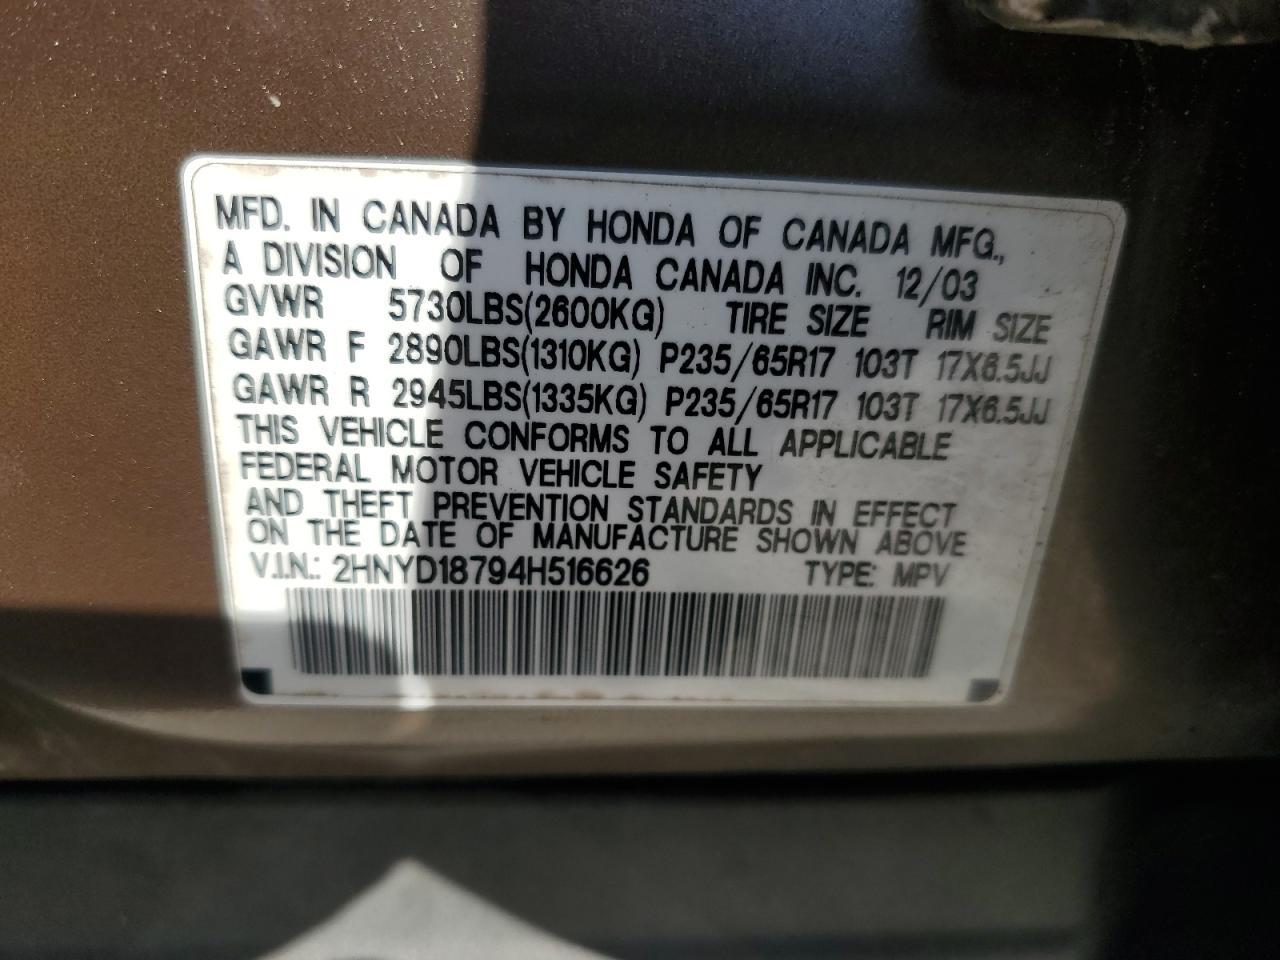 MFD. IN CANADA BY HONDA OF CANADA MFG.,
A DIVISION OF HONDA CANADA INC. 12/03
GVWR 5730LBS(2600KG) TIRE SIZE RIM SIZE
GAWR F 2890LBS(1310KG) P235/65R17 103T 17X6.5JJ
GAWR R 2945LBS(1335KG) P235/65R17 103T 17X6.5JJ
THIS VEHICLE CONFORMS TO ALL APPLICABLE
FEDERAL MOTOR VEHICLE SAFETY
AND THEFT PREVENTION STANDARDS IN EFFECT
ON THE DATE OF MANUFACTURE SHOWN ABOVE
V.I.N.: 2HNYD18794H516626 TYPE: MPV